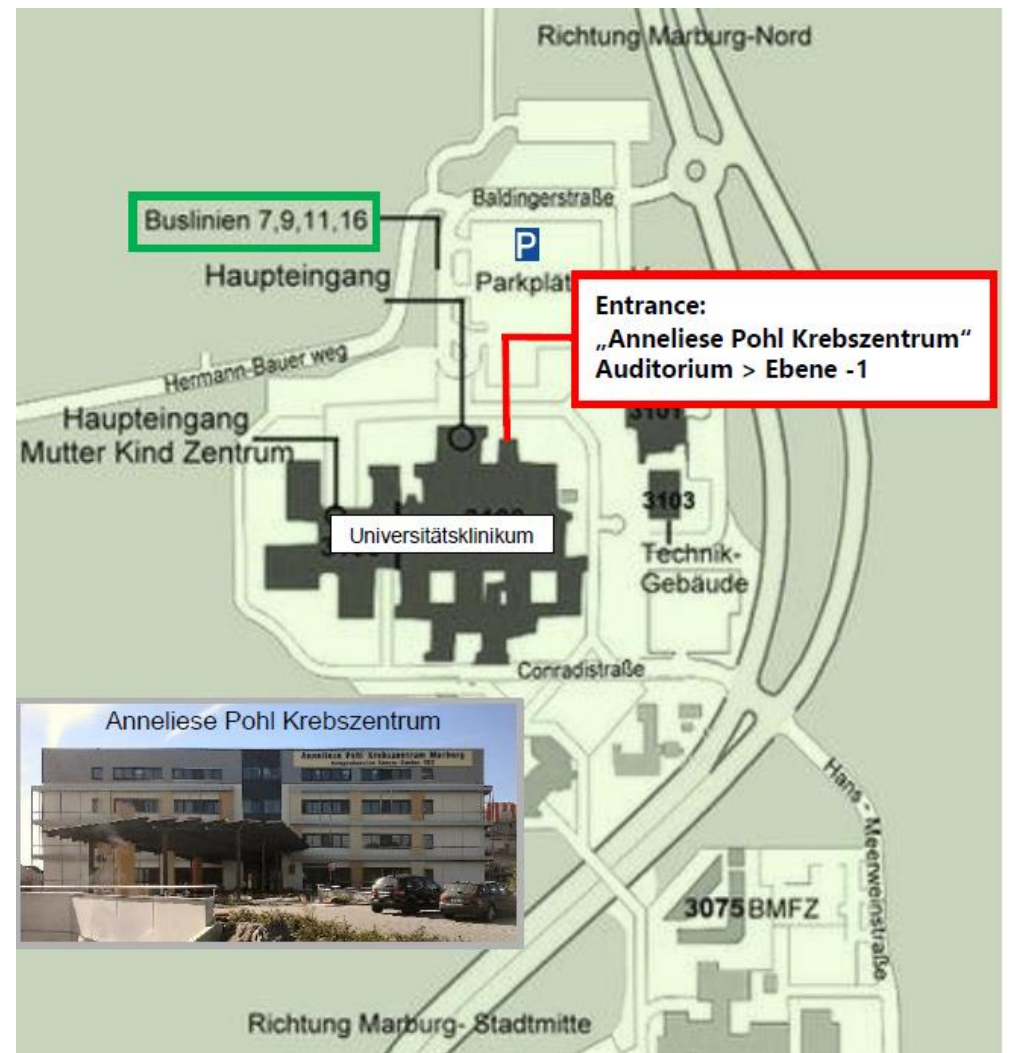 Richtung Marburg-Nord
Baldingerstraße
Buslinien 7,9,11,16
P
Haupteingang
Parkplät
Entrance:
„Anneliese Pohl Krebszentrum“
Auditorium > Ebene -1
Hermann-Bauer weg
Haupteingang
Mutter Kind Zentrum
3101
3103
Universitätsklinikum
Technik-
Gebäude
Conradistraße
Anneliese Pohl Krebszentrum
Anneliese Pohl Krebszentrum Marburg
Hans - Meerweinstraße
3075 BMFZ
Richtung Marburg- Stadtmitte